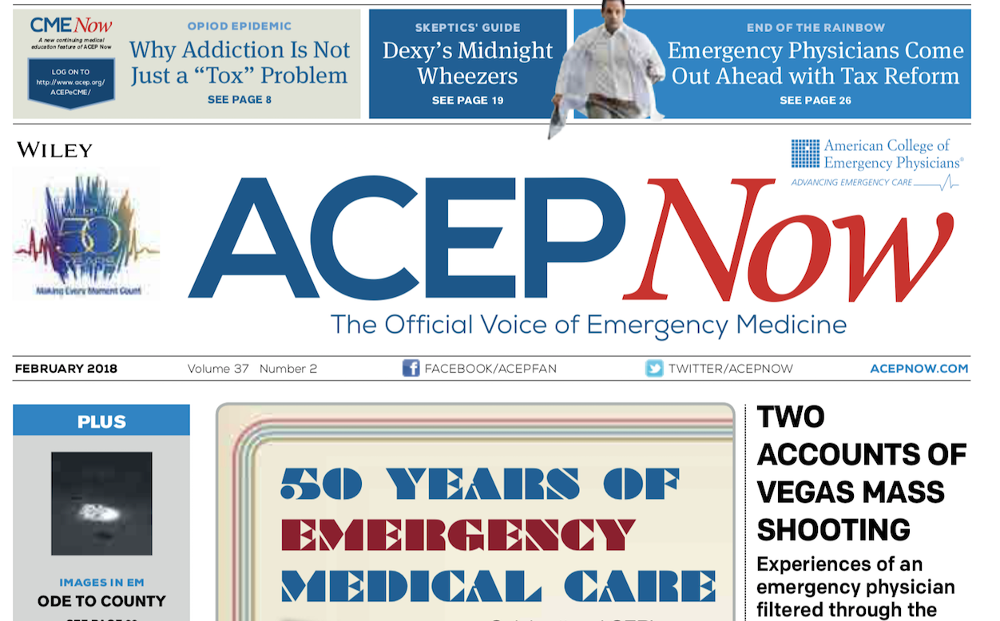 CME Now
A new continuing medical
education feature of ACEP Now
LOG ON TO
http://www.acep.org/
ACEPeCME/
OPIOD EPIDEMIC
Why Addiction Is Not
Just a “Tox” Problem
SEE PAGE 8
SKEPTICS' GUIDE
Dexy’s Midnight
Wheezers
SEE PAGE 19
END OF THE RAINBOW
Emergency Physicians Come
Out Ahead with Tax Reform
SEE PAGE 26
WILEY
ACEP
50
YEARS
Making Every Moment Count
American College of
Emergency Physicians®
ADVANCING EMERGENCY CARE
ACEP Now
The Official Voice of Emergency Medicine
FEBRUARY 2018
Volume 37 Number 2
FACEBOOK/ACEPFAN
TWITTER/ACEPNOW
ACEPNOW.COM
PLUS
IMAGES IN EM
ODE TO COUNTY
50 YEARS OF
EMERGENCY
MEDICAL CARE
TWO
ACCOUNTS OF
VEGAS MASS
SHOOTING
Experiences of an
emergency physician
filtered through the